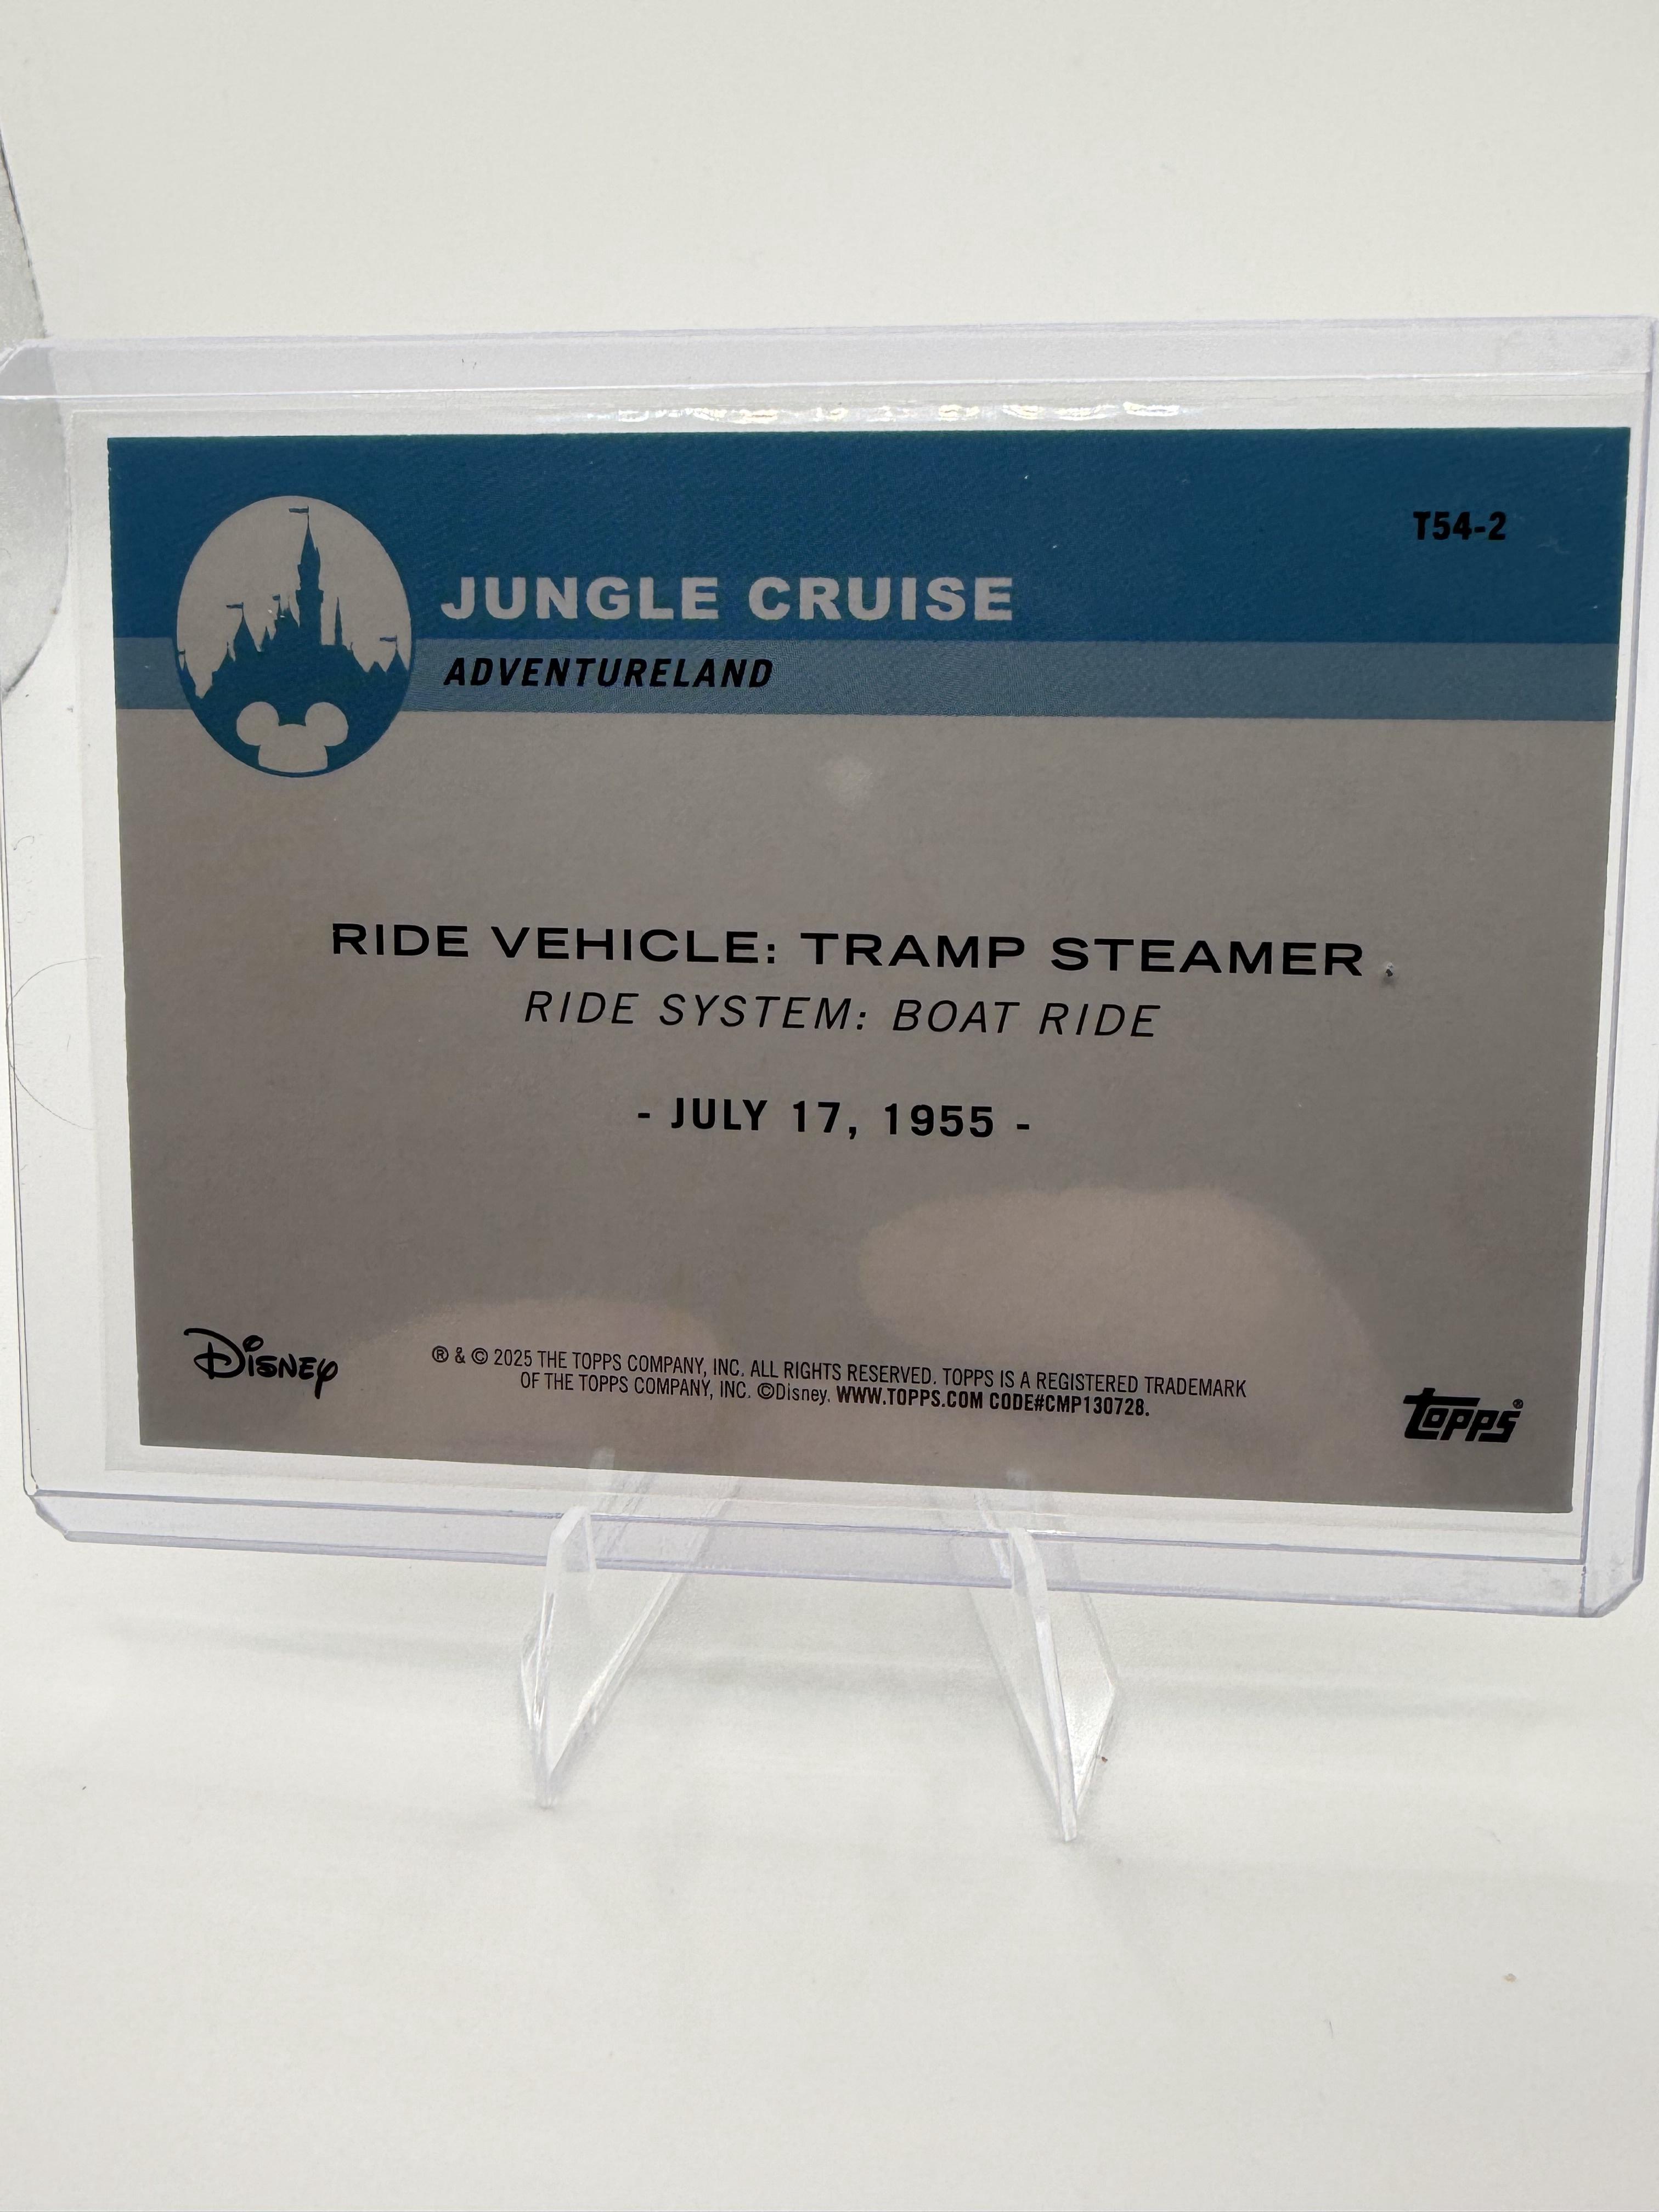 T54-2
JUNGLE CRUISE
ADVENTURELAND
RIDE VEHICLE: TRAMP STEAMER
RIDE SYSTEM: BOAT RIDE
- JULY 17, 1955 -
Disney
® & © 2025 THE TOPPS COMPANY, INC. ALL RIGHTS RESERVED. TOPPS IS A REGISTERED TRADEMARK
OF THE TOPPS COMPANY, INC. ©Disney. WWW.TOPPS.COM CODE#CMP130728.
topps®